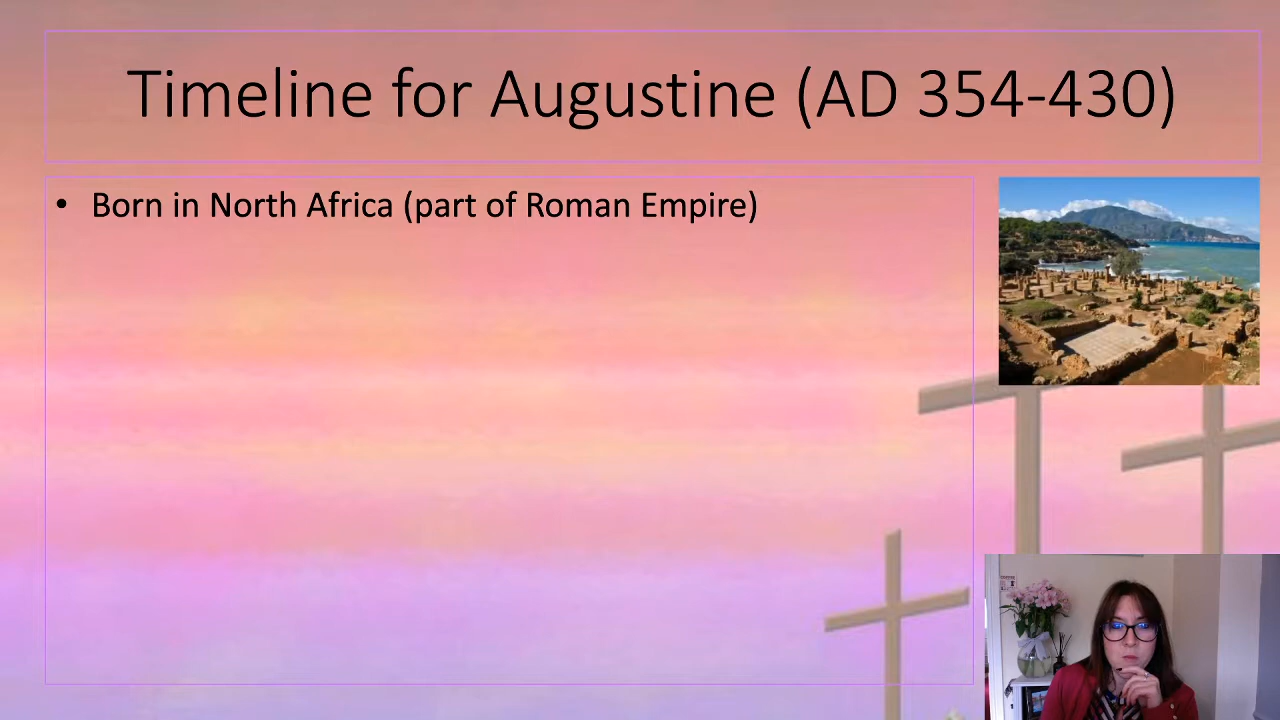 Timeline for Augustine (AD 354-430)
• Born in North Africa (part of Roman Empire)